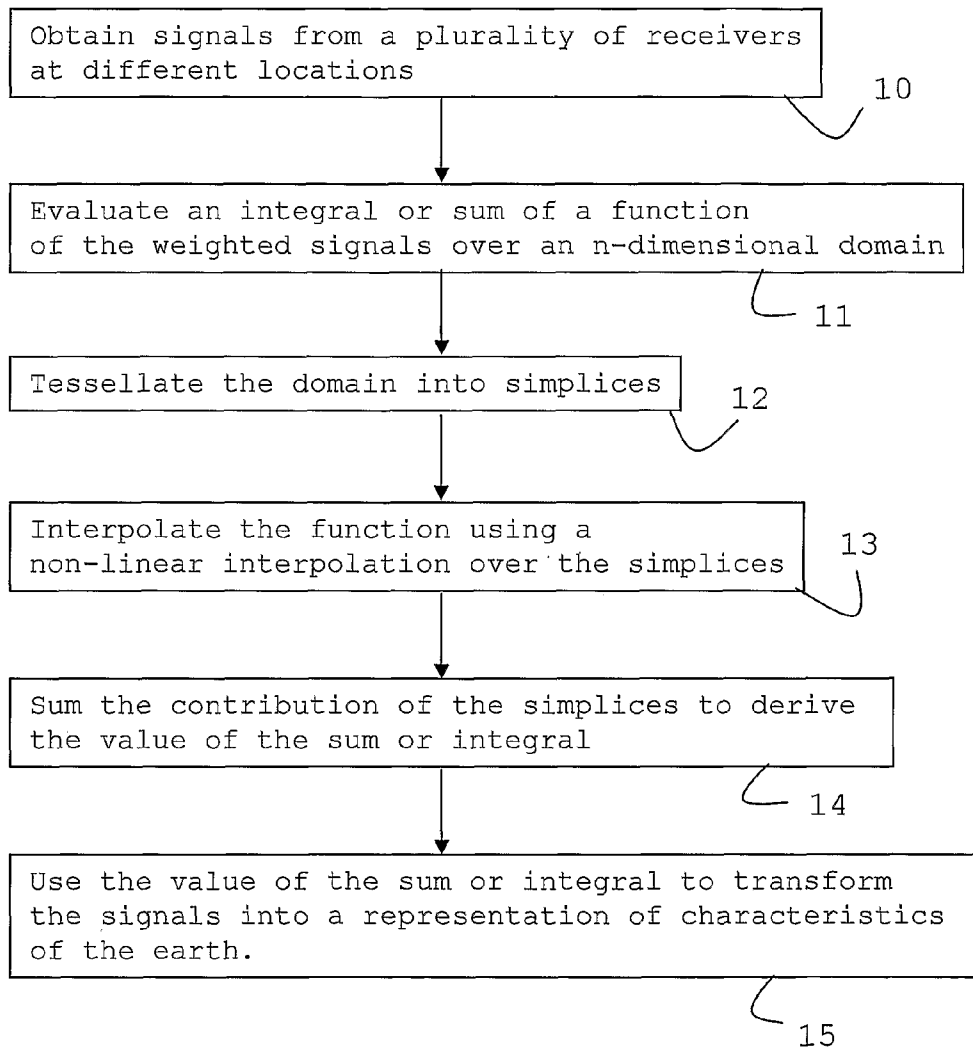 Obtain signals from a plurality of receivers
at different locations
10
Evaluate an integral or sum of a function
of the weighted signals over an n-dimensional domain
11
Tessellate the domain into simplices
12
Interpolate the function using a
non-linear interpolation over the simplices
13
Sum the contribution of the simplices to derive
the value of the sum or integral
14
Use the value of the sum or integral to transform
the signals into a representation of characteristics
of the earth.
15